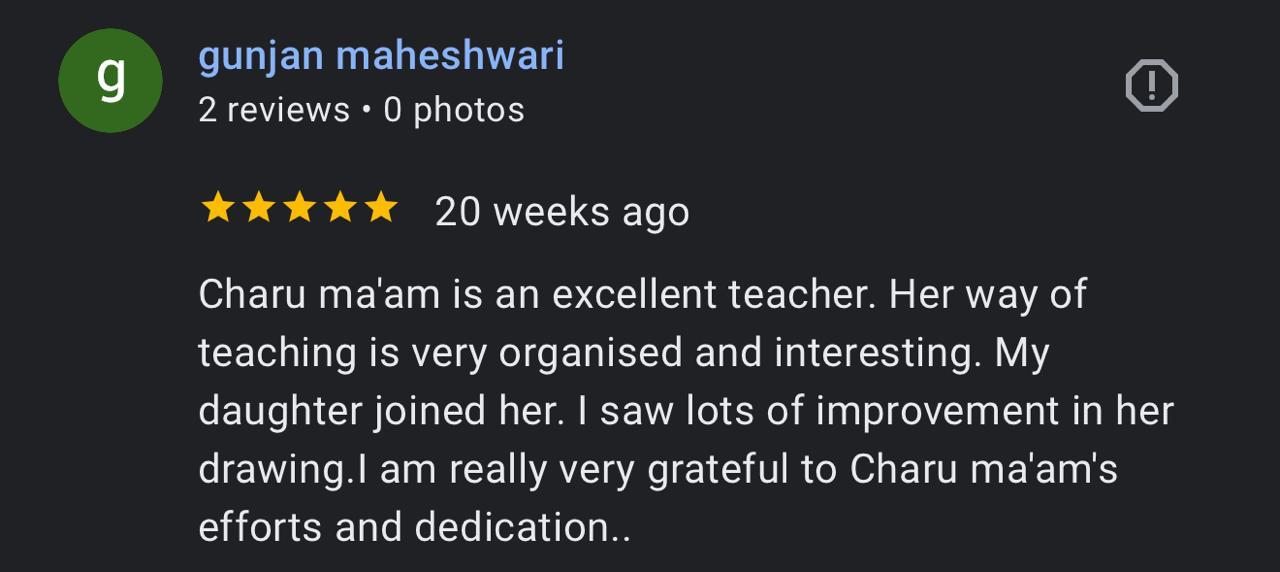 g
gunjan maheshwari
2 reviews • 0 photos
20 weeks ago
Charu ma'am is an excellent teacher. Her way of
teaching is very organised and interesting. My
daughter joined her. I saw lots of improvement in her
drawing.I am really very grateful to Charu ma'am's
efforts and dedication..